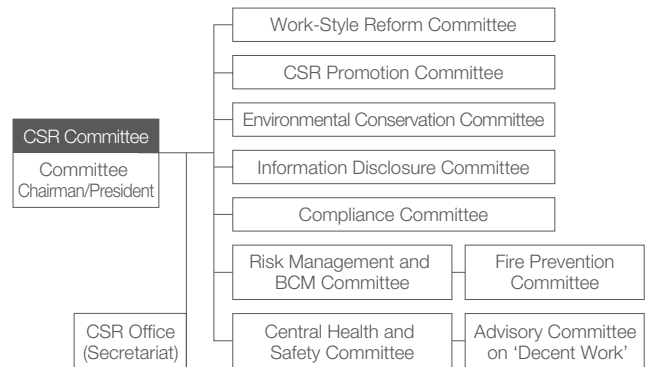 Work-Style Reform Committee
CSR Promotion Committee
CSR Committee
Environmental Conservation Committee
Committee
Chairman/President
Information Disclosure Committee
Compliance Committee
Risk Management and
BCM Committee
Fire Prevention
Committee
CSR Office
(Secretariat)
Central Health and
Safety Committee
Advisory Committee
on ‘Decent Work’